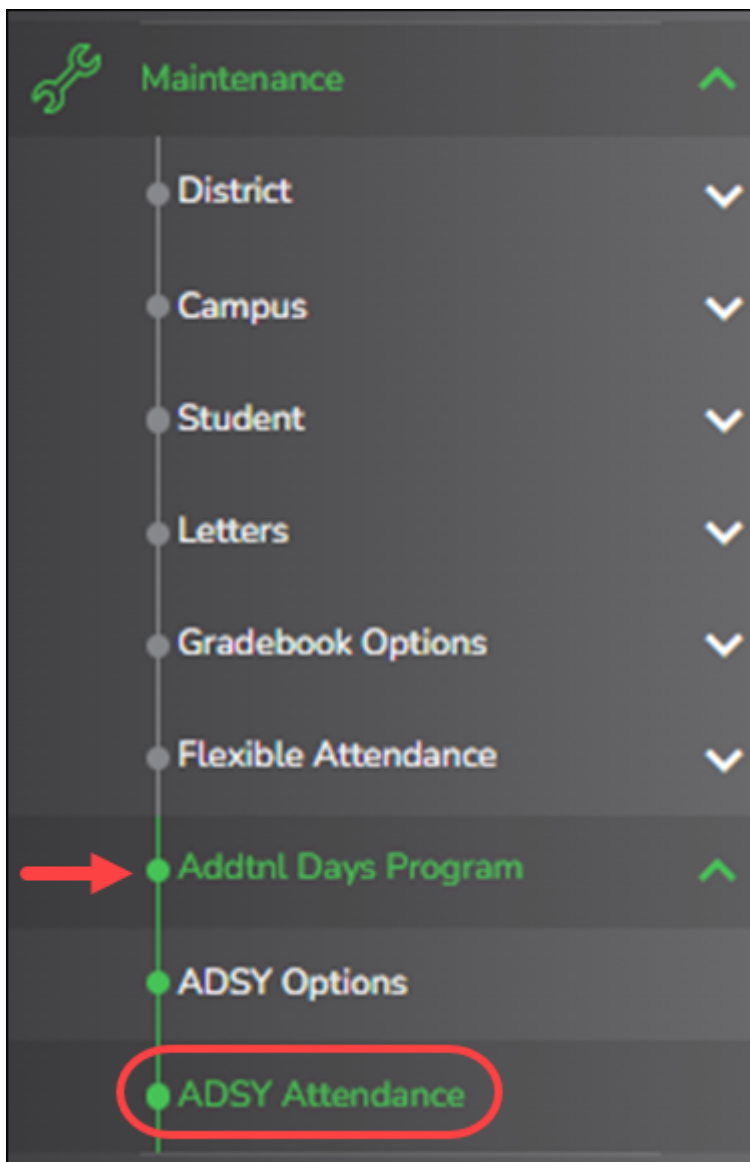 Maintenance
District
Campus
Student
Letters
Gradebook Options
Flexible Attendance
Addtnl Days Program
ADSY Options
ADSY Attendance